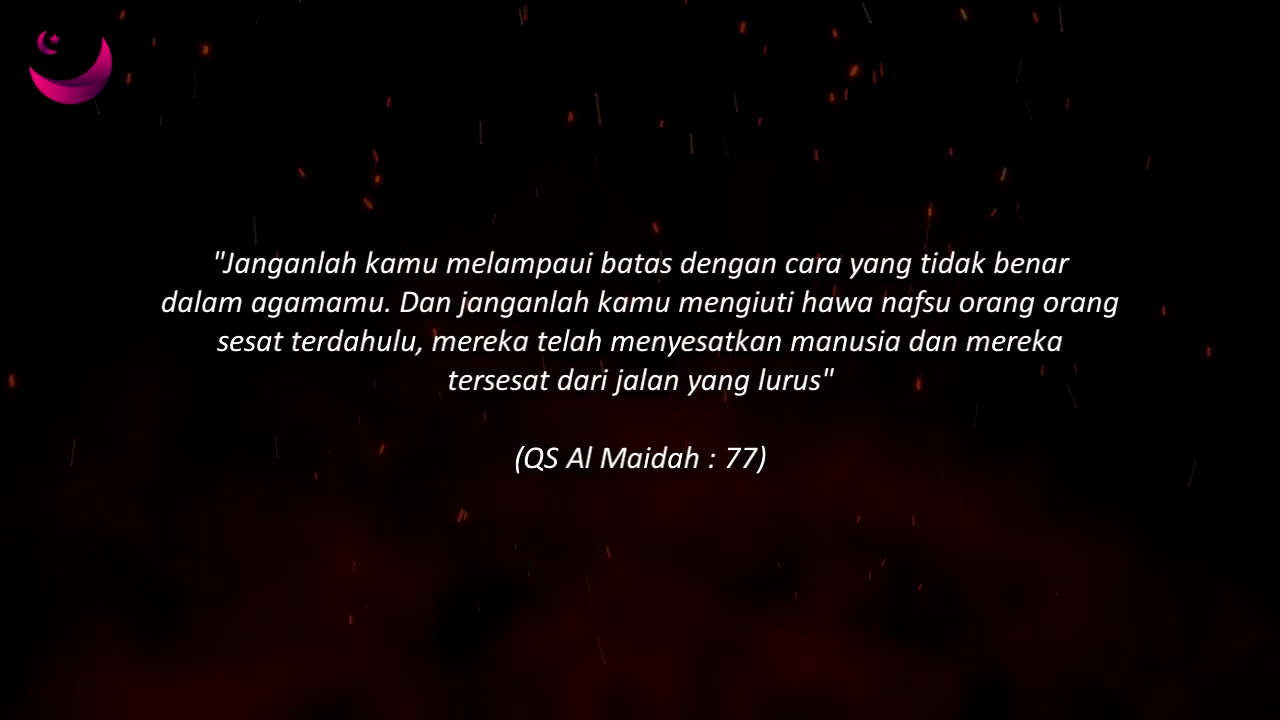 "Janganlah kamu melampaui batas dengan cara yang tidak benar
dalam agamamu. Dan janganlah kamu mengiuti hawa nafsu orang orang
sesat terdahulu, mereka telah menyesatkan manusia dan mereka
tersesat dari jalan yang lurus"
(QS Al Maidah : 77)